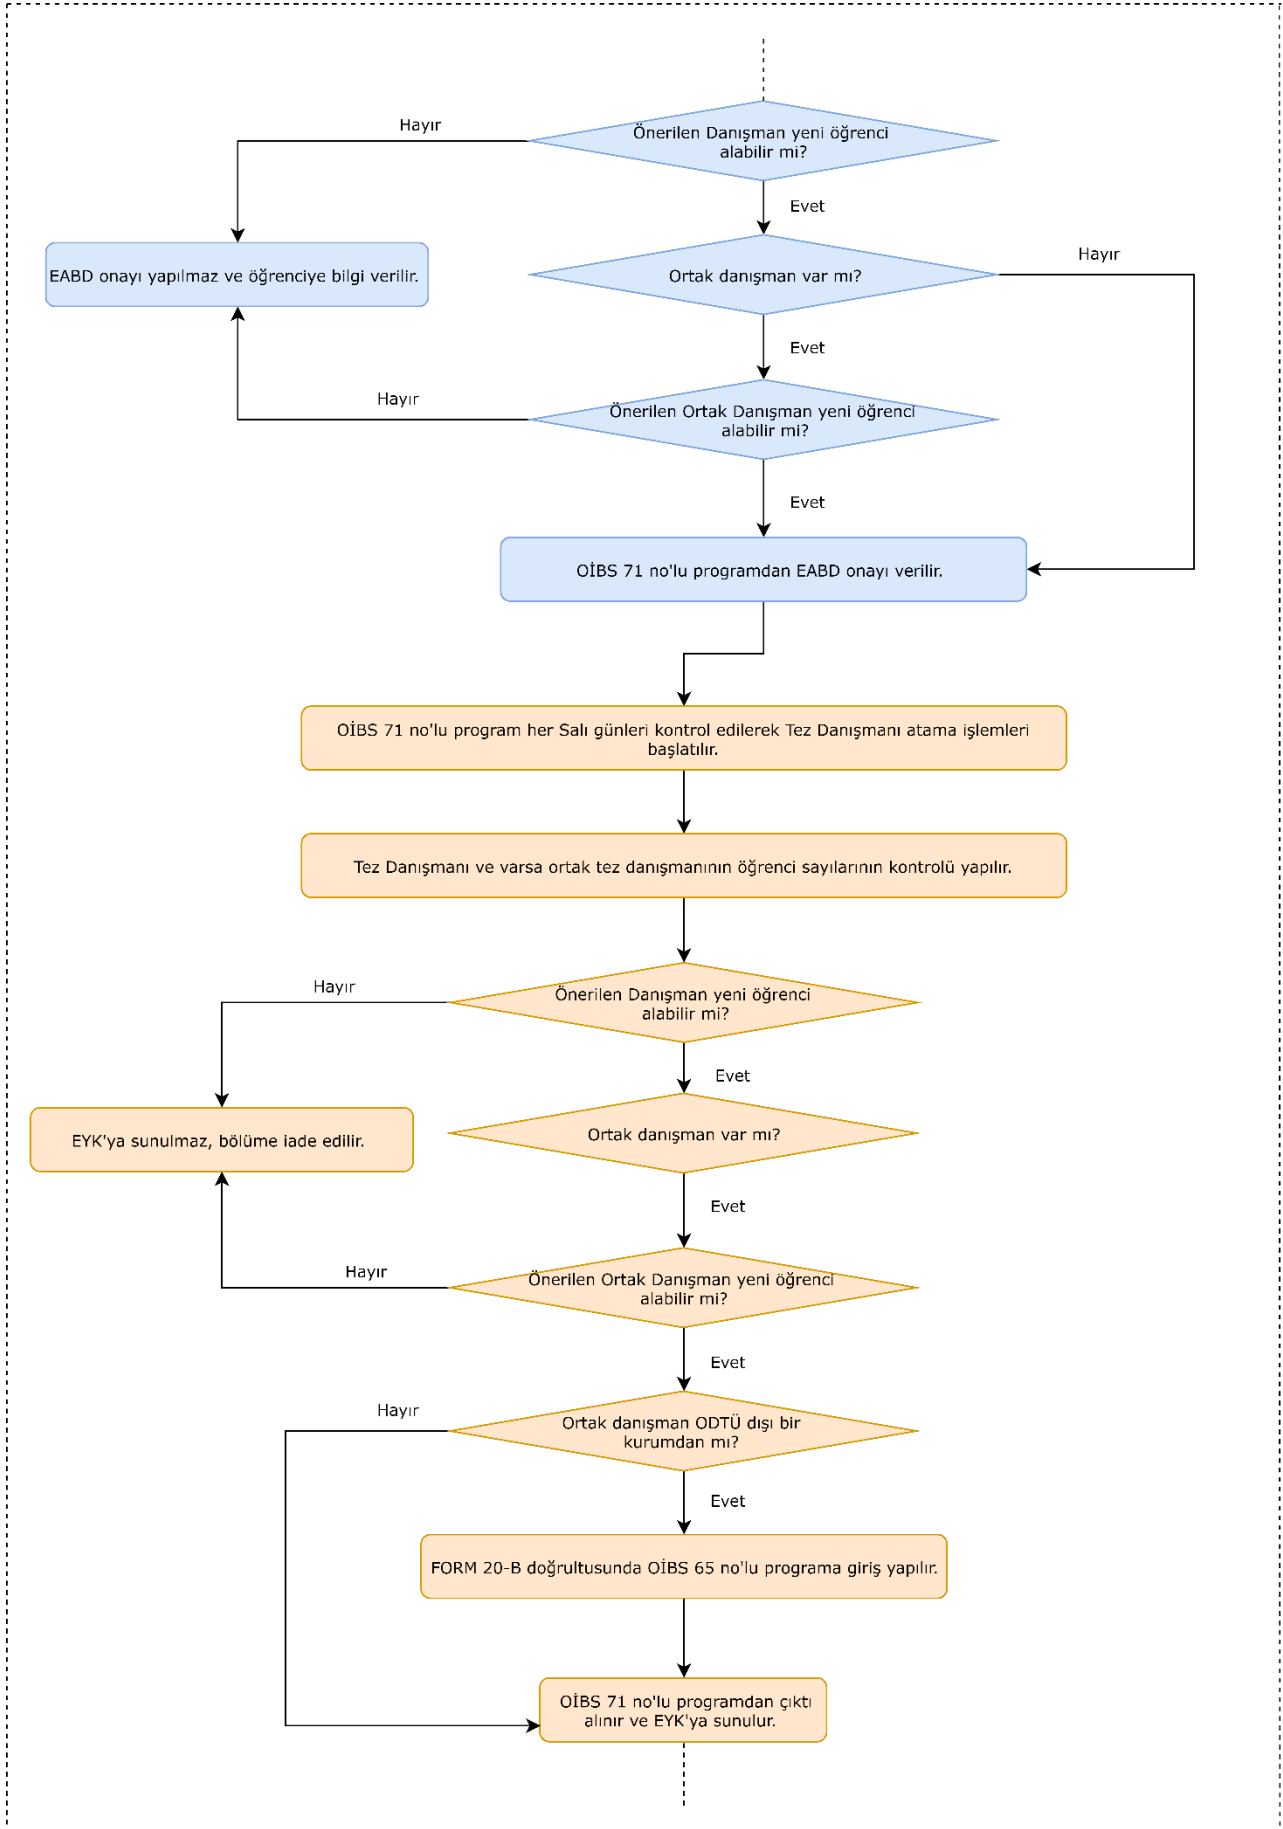 Önerilen Danışman yeni öğrenci
alabilir mi?
Hayır
Evet
EABD onayı yapılmaz ve öğrenciye bilgi verilir.
Ortak danışman var mı?
Hayır
Evet
Önerilen Ortak Danışman yeni öğrenci
alabilir mi?
Hayır
Evet
OİBS 71 no'lu programdan EABD onayı verilir.
OİBS 71 no'lu program her Salı günleri kontrol edilerek Tez Danışmanı atama işlemleri
başlatılır.
Tez Danışmanı ve varsa ortak tez danışmanının öğrenci sayılarının kontrolü yapılır.
Önerilen Danışman yeni öğrenci
alabilir mi?
Hayır
Evet
EYK'ya sunulmaz, bölüme iade edilir.
Ortak danışman var mı?
Evet
Önerilen Ortak Danışman yeni öğrenci
alabilir mi?
Hayır
Evet
Ortak danışman ODTÜ dışı bir
kurumdan mı?
Hayır
Evet
FORM 20-B doğrultusunda OİBS 65 no'lu programa giriş yapılır.
OİBS 71 no'lu programdan çıktı
alınır ve EYK'ya sunulur.